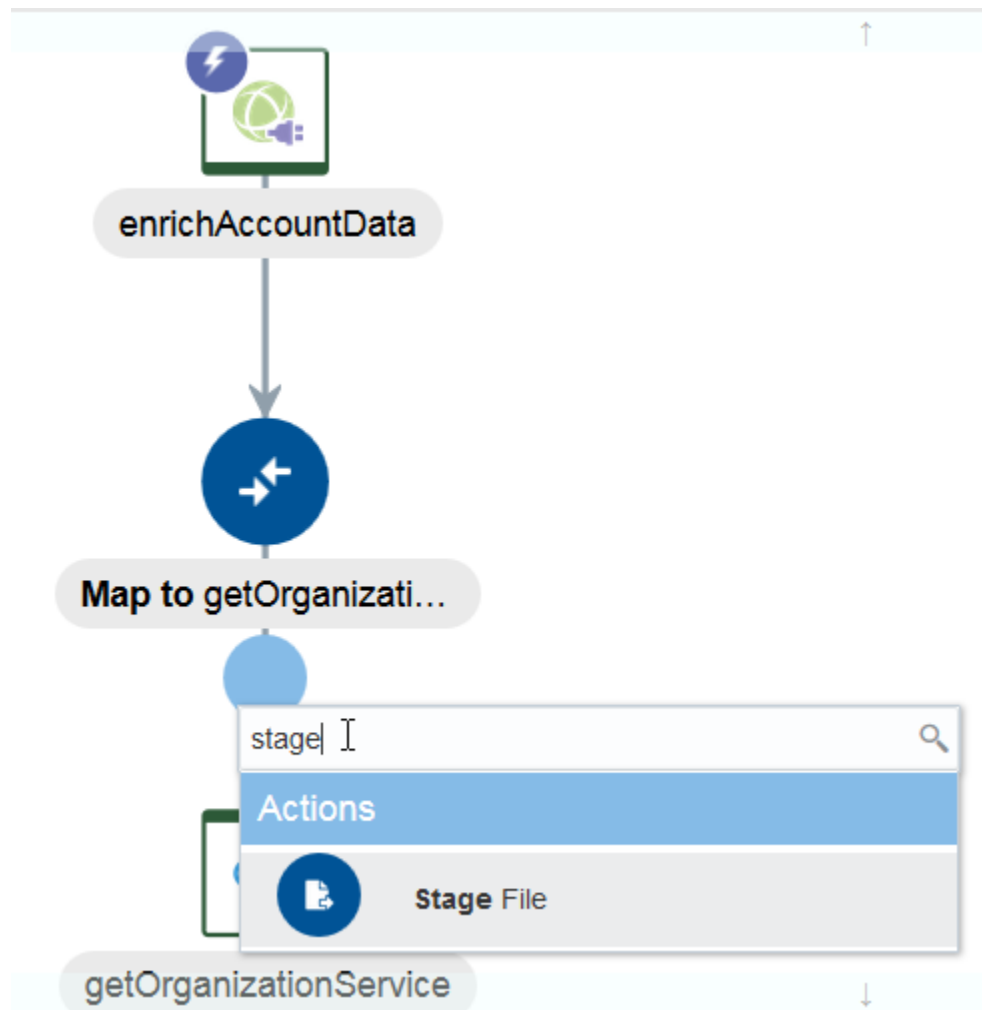 enrichAccountData
Map to getOrganizati...
stage
Actions
Stage File
getOrganizationService